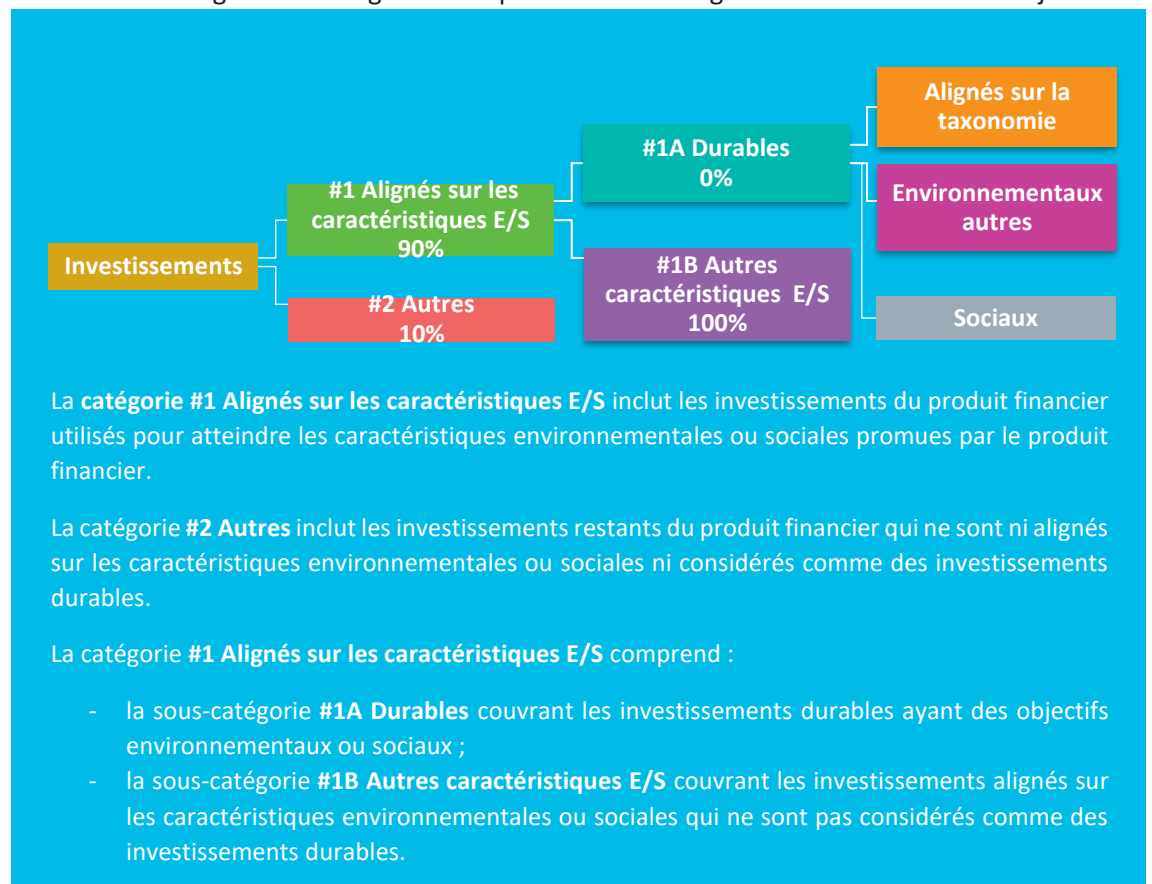 Alignés sur la
taxonomie
#1A Durables
0%
#1 Alignés sur les
caractéristiques E/S
90%
Environnementaux
autres
Investissements
#1B Autres
caractéristiques E/S
100%
#2 Autres
10%
Sociaux
La catégorie #1 Alignés sur les caractéristiques E/S inclut les investissements du produit financier
utilisés pour atteindre les caractéristiques environnementales ou sociales promues par le produit
financier.
La catégorie #2 Autres inclut les investissements restants du produit financier qui ne sont ni alignés
sur les caractéristiques environnementales ou sociales ni considérés comme des investissements
durables.
La catégorie #1 Alignés sur les caractéristiques E/S comprend :
- la sous-catégorie #1A Durables couvrant les investissements durables ayant des objectifs
environnementaux ou sociaux ;
- la sous-catégorie #1B Autres caractéristiques E/S couvrant les investissements alignés sur
les caractéristiques environnementales ou sociales qui ne sont pas considérés comme des
investissements durables.